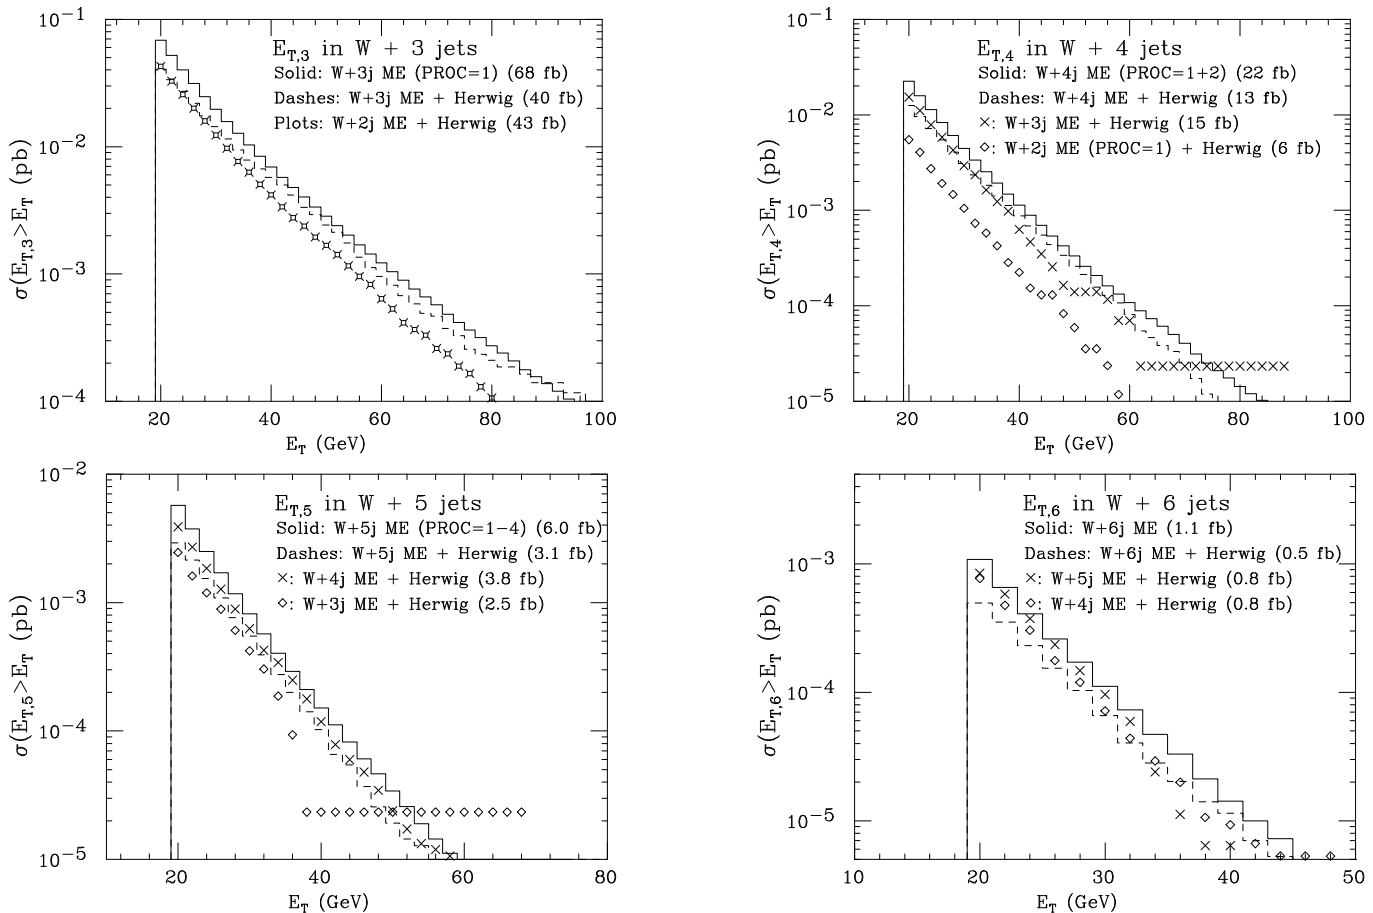 E_{T,3} in W + 3 jets
Solid: W+3j ME (PROC=1) (68 fb)
Dashes: W+3j ME + Herwig (40 fb)
Plots: W+2j ME + Herwig (43 fb)
10^{-1}
10^{-2}
10^{-3}
10^{-4}
σ(E_{T,3}>E_T (pb)
20 40 60 80 100
E_T (GeV)
E_{T,4} in W + 4 jets
Solid: W+4j ME (PROC=1+2) (22 fb)
Dashes: W+4j ME + Herwig (13 fb)
×: W+3j ME + Herwig (15 fb)
◇: W+2j ME (PROC=1) + Herwig (6 fb)
10^{-1}
10^{-2}
10^{-3}
10^{-4}
10^{-5}
σ(E_{T,4}>E_T (pb)
20 40 60 80 100
E_T (GeV)
E_{T,5} in W + 5 jets
Solid: W+5j ME (PROC=1−4) (6.0 fb)
Dashes: W+5j ME + Herwig (3.1 fb)
×: W+4j ME + Herwig (3.8 fb)
◇: W+3j ME + Herwig (2.5 fb)
10^{-2}
10^{-3}
10^{-4}
10^{-5}
σ(E_{T,5}>E_T (pb)
20 40 60 80
E_T (GeV)
E_{T,6} in W + 6 jets
Solid: W+6j ME (1.1 fb)
Dashes: W+6j ME + Herwig (0.5 fb)
×: W+5j ME + Herwig (0.8 fb)
◇: W+4j ME + Herwig (0.8 fb)
10^{-3}
10^{-4}
10^{-5}
σ(E_{T,6}>E_T (pb)
10 20 30 40 50
E_T (GeV)